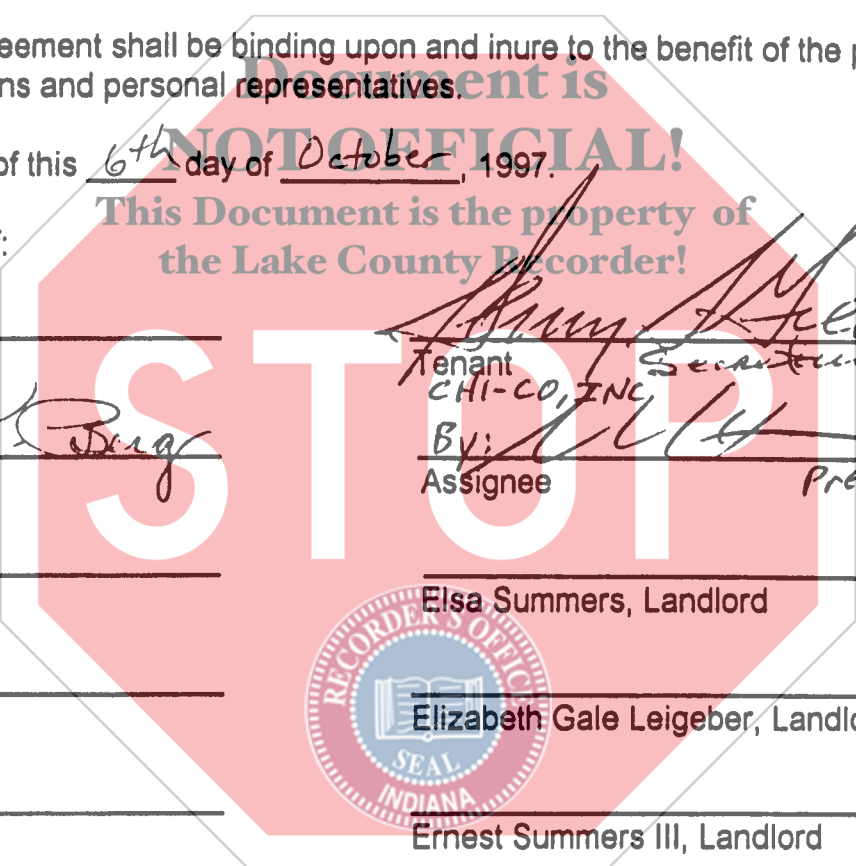 eement shall be binding upon and inure to the benefit of the p
ns and personal representatives.
Document is
NOT OFFICIAL!
of this 6th day of October, 1997.
This Document is the property of
the Lake County Recorder!
:
STOP
Tenant
CHI-CO, INC
Berg
By:
Assignee Pre
Elsa Summers, Landlord
RECORDER'S OFFICE
Elizabeth Gale Leigeber, Landlo
SEAL
INDIANA
Ernest Summers III, Landlord